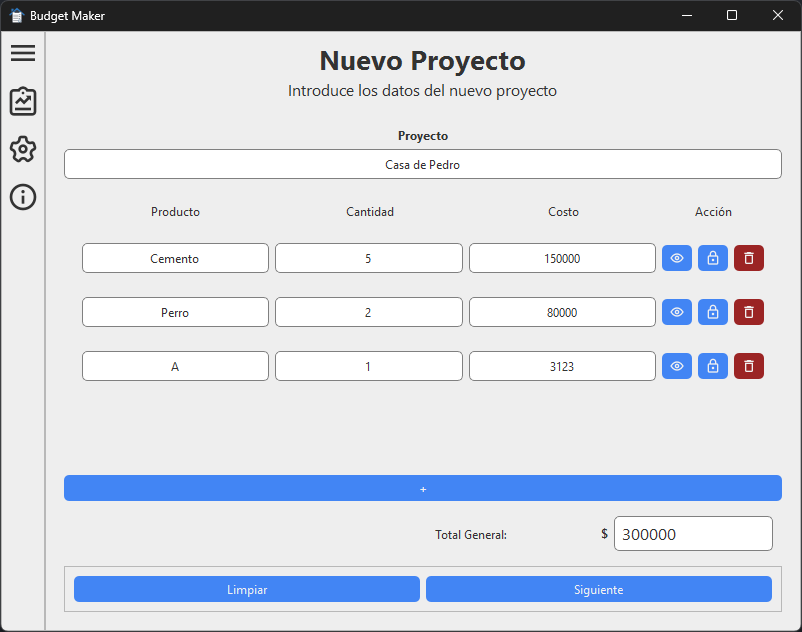 Budget Maker
Nuevo Proyecto
Introduce los datos del nuevo proyecto
Proyecto
Casa de Pedro
Producto Cantidad Costo Acción
Cemento 5 150000
Perro 2 80000
A 1 3123
+
Total General: $ 300000
Limpiar Siguiente